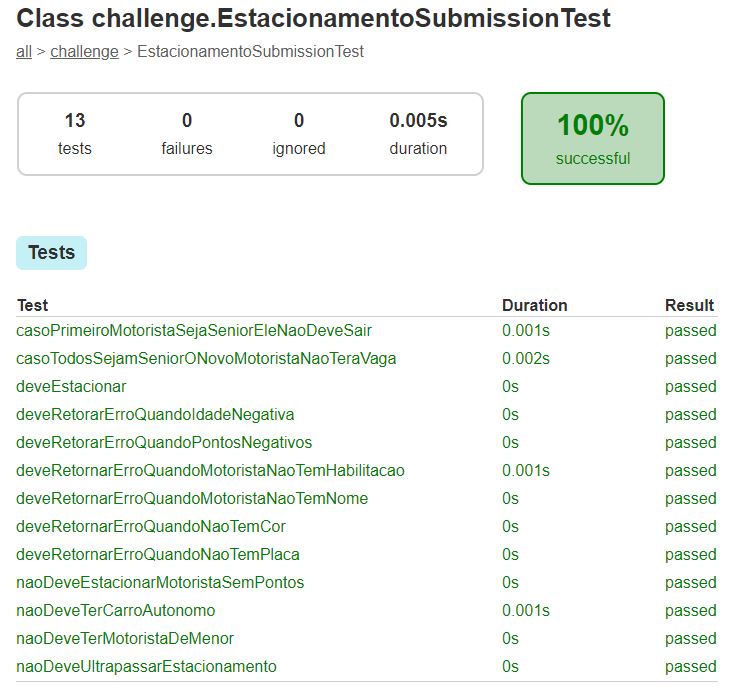 Class challenge.EstacionamentoSubmissionTest
all > challenge > EstacionamentoSubmissionTest
13 0 0 0.005s
tests failures ignored duration
100%
successful
Tests
Test Duration Result
casoPrimeiroMotoristaSejaSeniorEleNaoDeveSair 0.001s passed
casoTodosSejamSeniorONovoMotoristaNaoTeraVaga 0.002s passed
deveEstacionar 0s passed
deveRetorarErroQuandoIdadeNegativa 0s passed
deveRetorarErroQuandoPontosNegativos 0s passed
deveRetornarErroQuandoMotoristaNaoTemHabilitacao 0.001s passed
deveRetornarErroQuandoMotoristaNaoTemNome 0s passed
deveRetornarErroQuandoNaoTemCor 0s passed
deveRetornarErroQuandoNaoTemPlaca 0s passed
naoDeveEstacionarMotoristaSemPontos 0s passed
naoDeveTerCarroAutonomo 0.001s passed
naoDeveTerMotoristaDeMenor 0s passed
naoDeveUltrapassarEstacionamento 0s passed